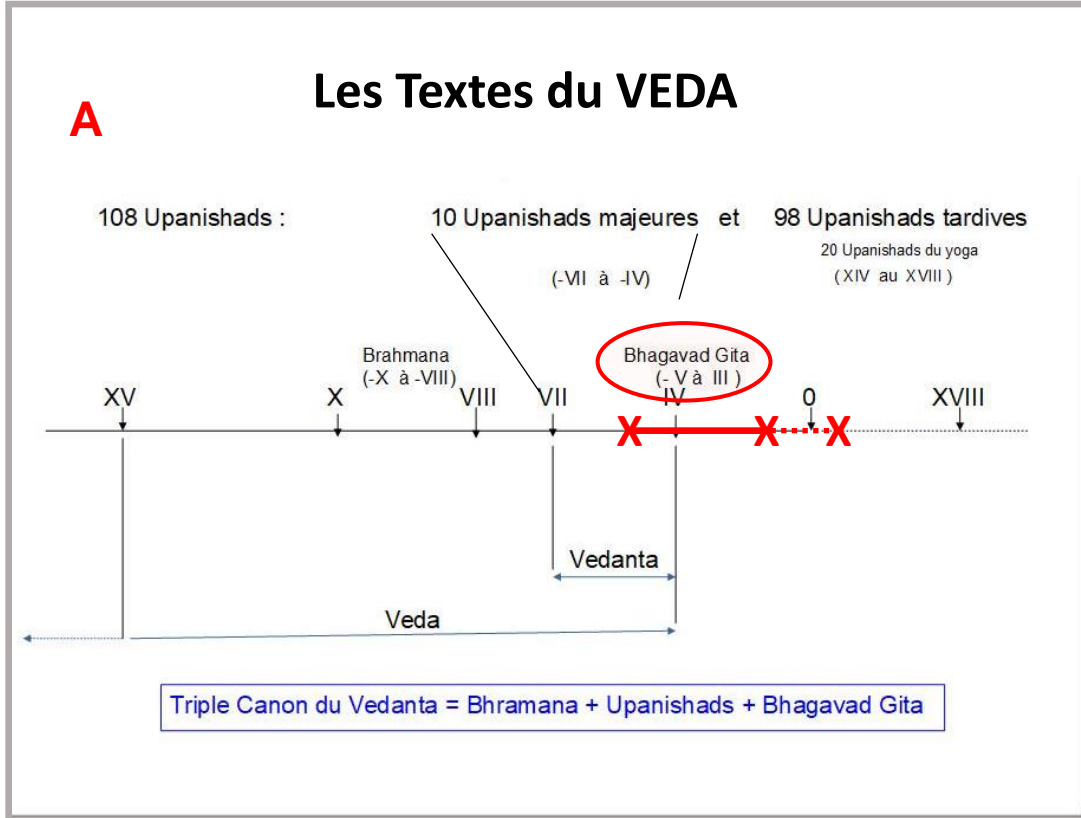 Les Textes du VEDA
A
108 Upanishads : 10 Upanishads majeures et 98 Upanishads tardives
20 Upanishads du yoga
(-VII à -IV) (XIV au XVIII)
Brahmana Bhagavad Gita
(-X à -VIII) (- V à III )
XV X VIII VII IV 0 XVIII
X X X
Vedanta
Veda
Triple Canon du Vedanta = Bhramana + Upanishads + Bhagavad Gita